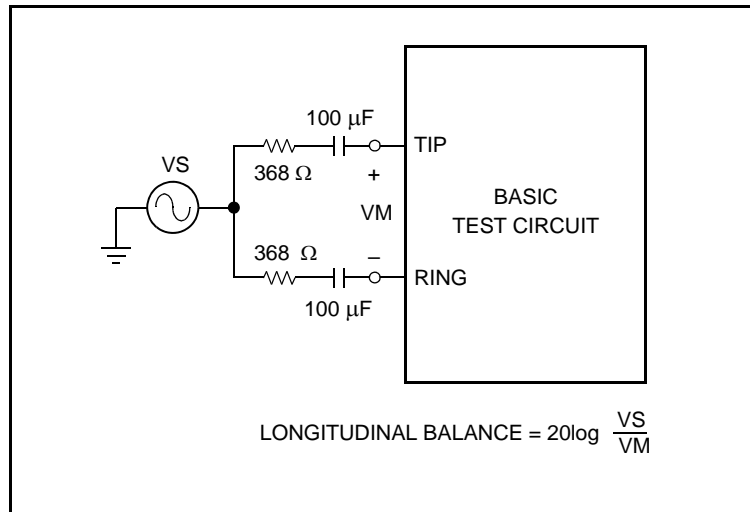 100 μF
TIP
VS
368 Ω
+
BASIC
VM
TEST CIRCUIT
368 Ω
–
RING
100 μF
LONGITUDINAL BALANCE = 20log VS
VM